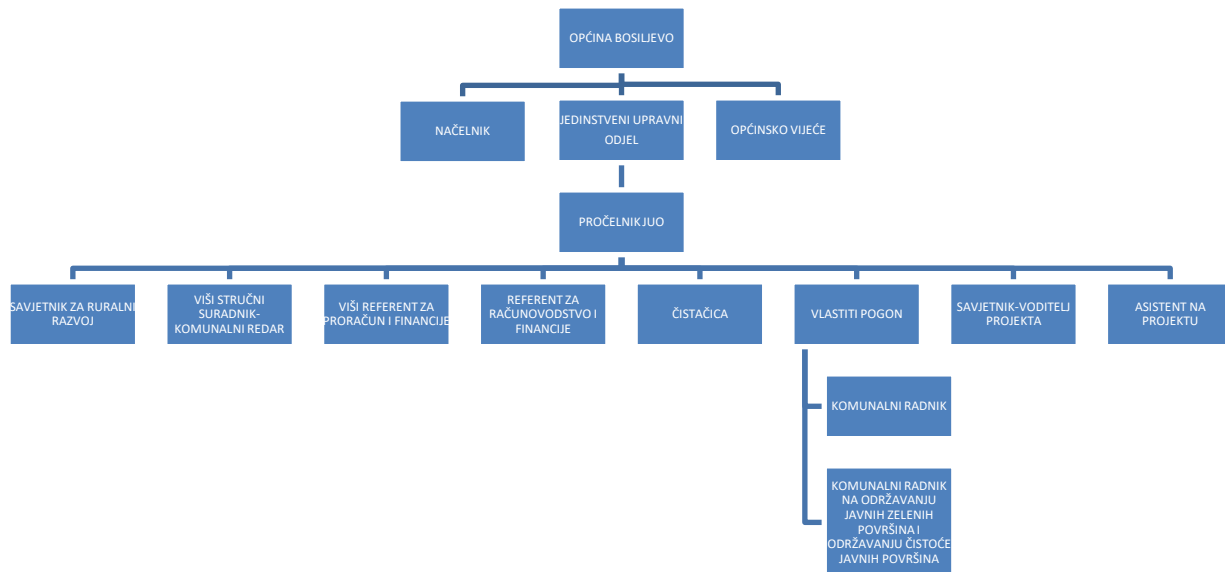 OPĆINA BOSILJEVO
NAČELNIK
JEDINSTVENI UPRAVNI
ODJEL
OPĆINSKO VIJEĆE
PROČELNIK JUO
SAVJETNIK ZA RURALNI
RAZVOJ
VIŠI STRUČNI
SURADNIK-
KOMUNALNI REDAR
VIŠI REFERENT ZA
PRORAČUN I FINANCIJE
REFERENT ZA
RAČUNOVODSTVO I
FINANCIJE
ČISTAČICA
VLASTITI POGON
SAVJETNIK-VODITELJ
PROJEKTA
ASISTENT NA
PROJEKTU
KOMUNALNI RADNIK
KOMUNALNI RADNIK
NA ODRŽAVANJU
JAVNIH ZELENIH
POVRŠINA I
ODRŽAVANJU ČISTOĆE
JAVNIH POVRŠINA